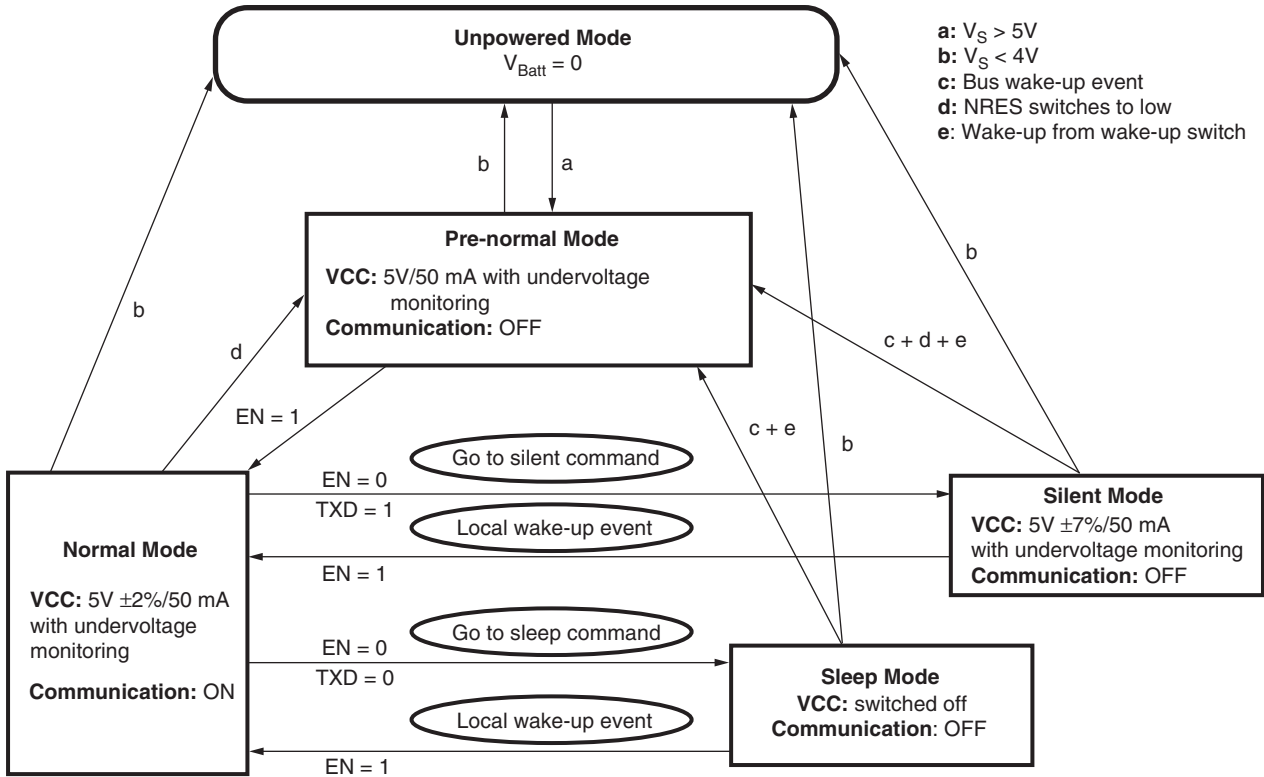 Unpowered Mode
V_Batt = 0
a: V_S > 5V
b: V_S < 4V
c: Bus wake-up event
d: NRES switches to low
e: Wake-up from wake-up switch
b
a
Pre-normal Mode
VCC: 5V/50 mA with undervoltage
monitoring
Communication: OFF
b
d
b
c + d + e
EN = 1
c + e
b
Go to silent command
EN = 0
TXD = 1
Local wake-up event
EN = 1
Silent Mode
VCC: 5V ±7%/50 mA
with undervoltage monitoring
Communication: OFF
Normal Mode
VCC: 5V ±2%/50 mA
with undervoltage
monitoring
Communication: ON
Go to sleep command
EN = 0
TXD = 0
Local wake-up event
EN = 1
Sleep Mode
VCC: switched off
Communication: OFF